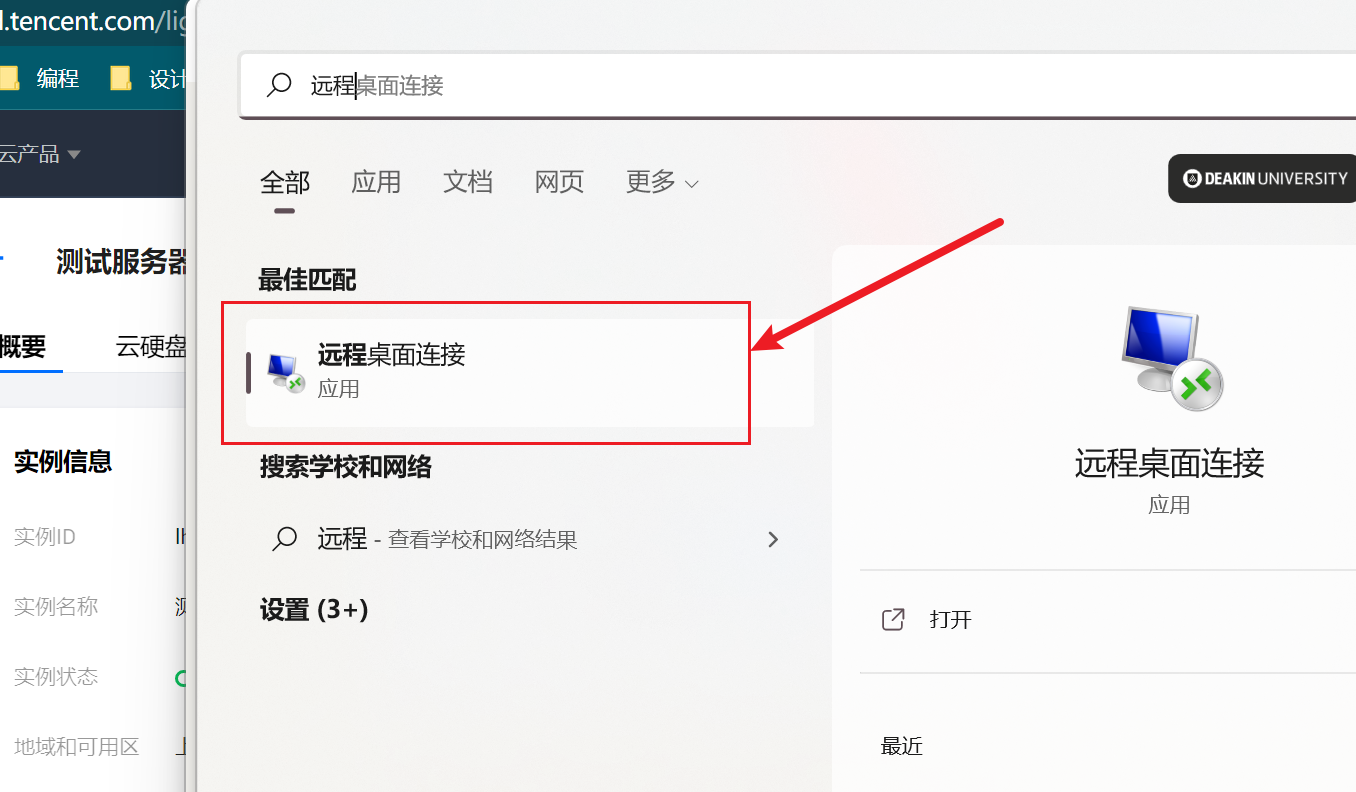 l.tencent.com/lig
编程
设计
云产品
测试服务器
概要
云硬盘
实例信息
实例ID
lh
实例名称
测
实例状态
地域和可用区
上
远程桌面连接
全部
应用
文档
网页
更多
DEAKIN UNIVERSITY
最佳匹配
远程桌面连接
应用
搜索学校和网络
远程 - 查看学校和网络结果
设置 (3+)
远程桌面连接
应用
打开
最近